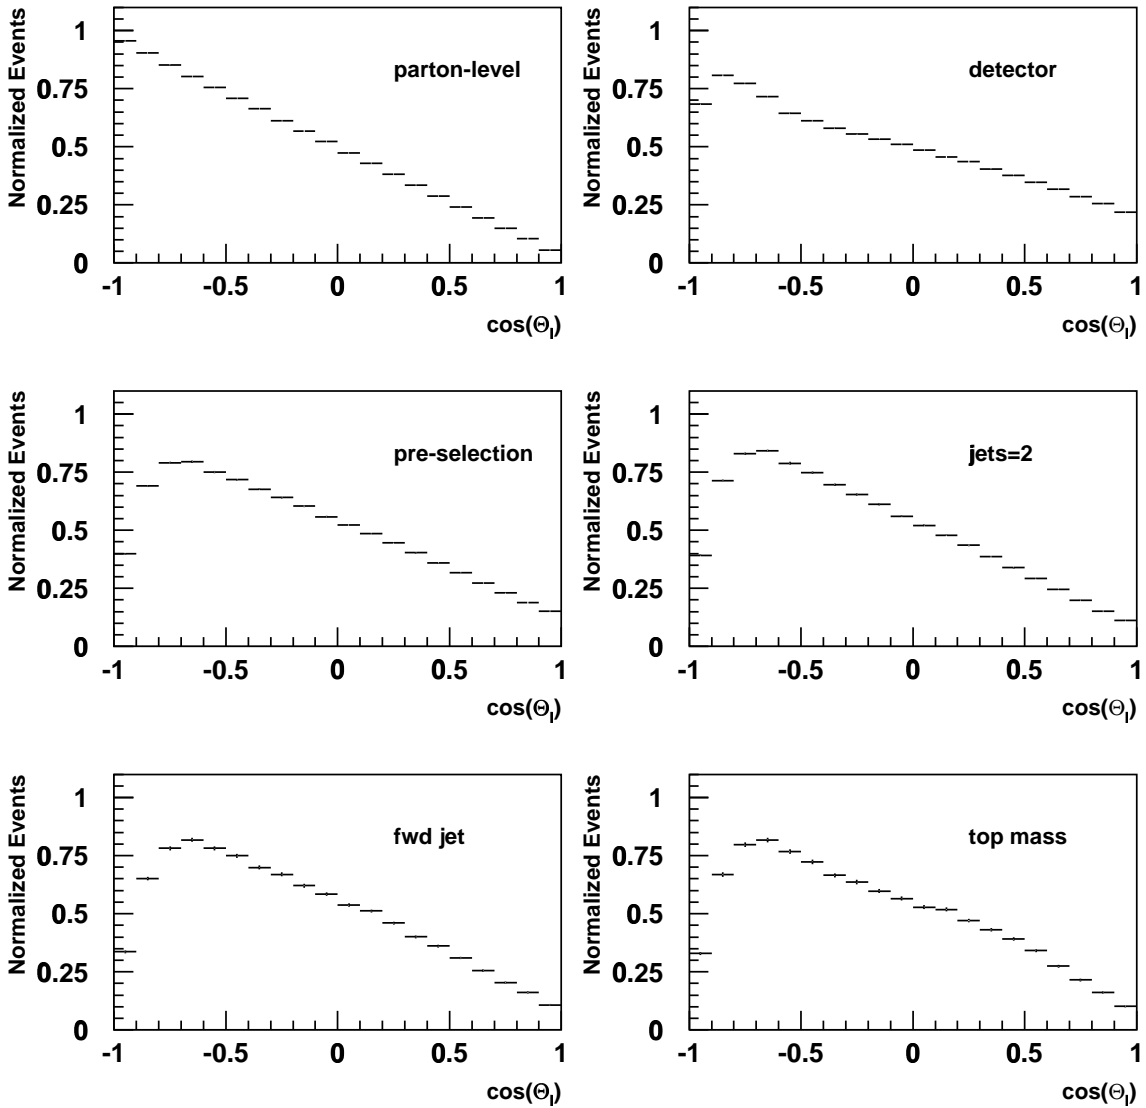 Normalized Events
1
0.75
0.5
0.25
0
parton-level
-1 -0.5 0 0.5 1
cos(Θl)
Normalized Events
1
0.75
0.5
0.25
0
detector
-1 -0.5 0 0.5 1
cos(Θl)
Normalized Events
1
0.75
0.5
0.25
0
pre-selection
-1 -0.5 0 0.5 1
cos(Θl)
Normalized Events
1
0.75
0.5
0.25
0
jets=2
-1 -0.5 0 0.5 1
cos(Θl)
Normalized Events
1
0.75
0.5
0.25
0
fwd jet
-1 -0.5 0 0.5 1
cos(Θl)
Normalized Events
1
0.75
0.5
0.25
0
top mass
-1 -0.5 0 0.5 1
cos(Θl)